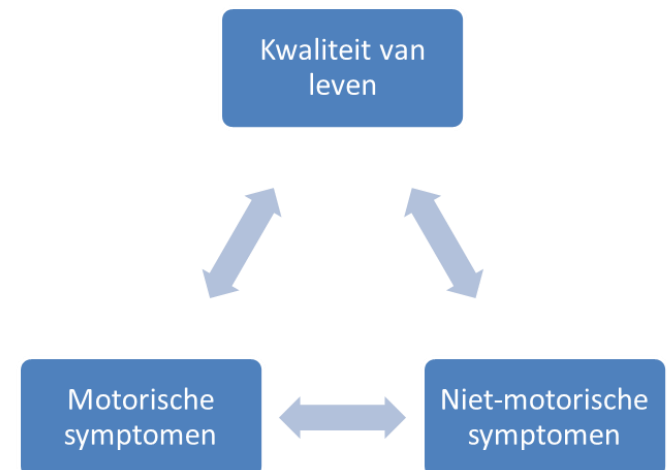 Kwaliteit van
leven
Motorische
symptomen
Niet-motorische
symptomen